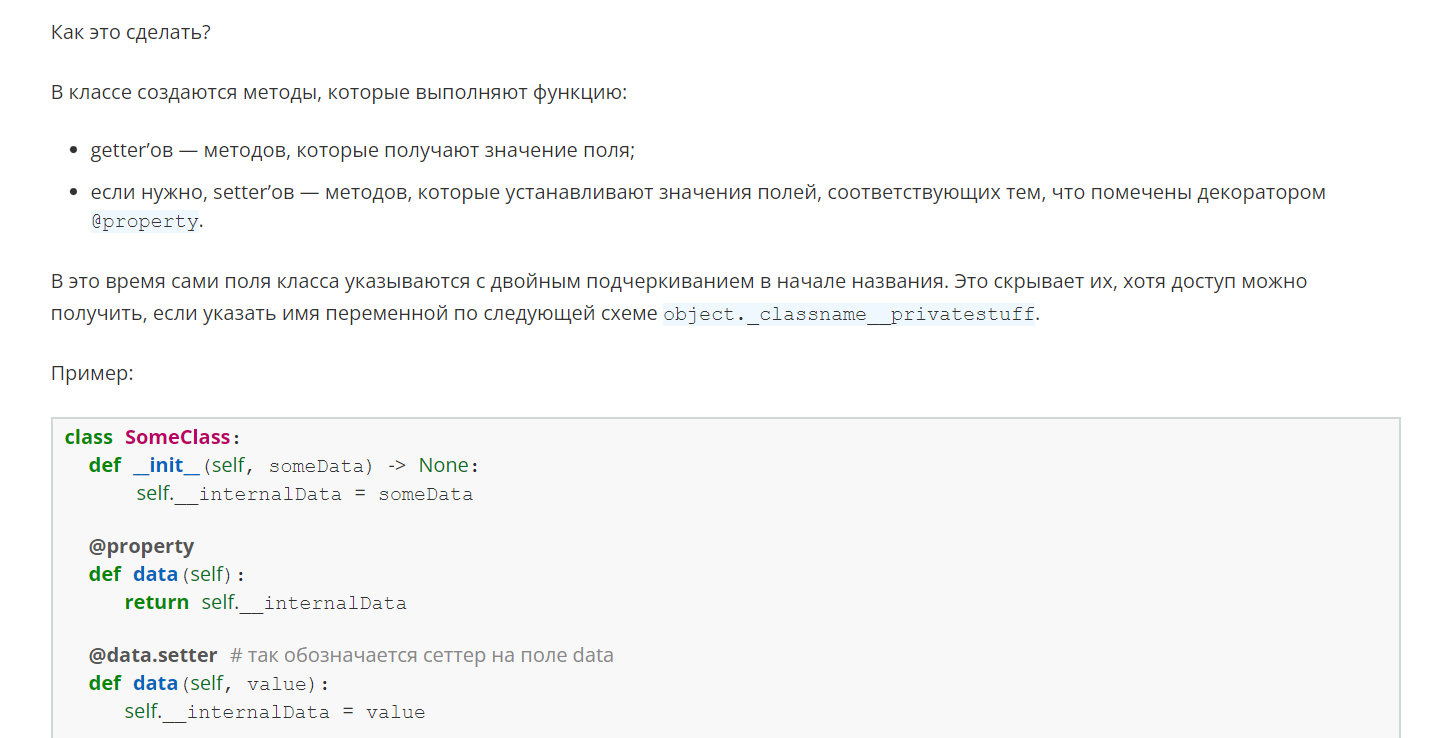 Как это сделать?
В классе создаются методы, которые выполняют функцию:
• getter’ов — методов, которые получают значение поля;
• если нужно, setter’ов — методов, которые устанавливают значения полей, соответствующих тем, что помечены декоратором
@property.
В это время сами поля класса указываются с двойным подчеркиванием в начале названия. Это скрывает их, хотя доступ можно
получить, если указать имя переменной по следующей схеме object._classname__privatestuff.
Пример:
class SomeClass:
  def __init__(self, someData) -> None:
      self.__internalData = someData
  @property
  def data(self):
     return self.__internalData
  @data.setter # так обозначается сеттер на поле data
  def data(self, value):
     self.__internalData = value